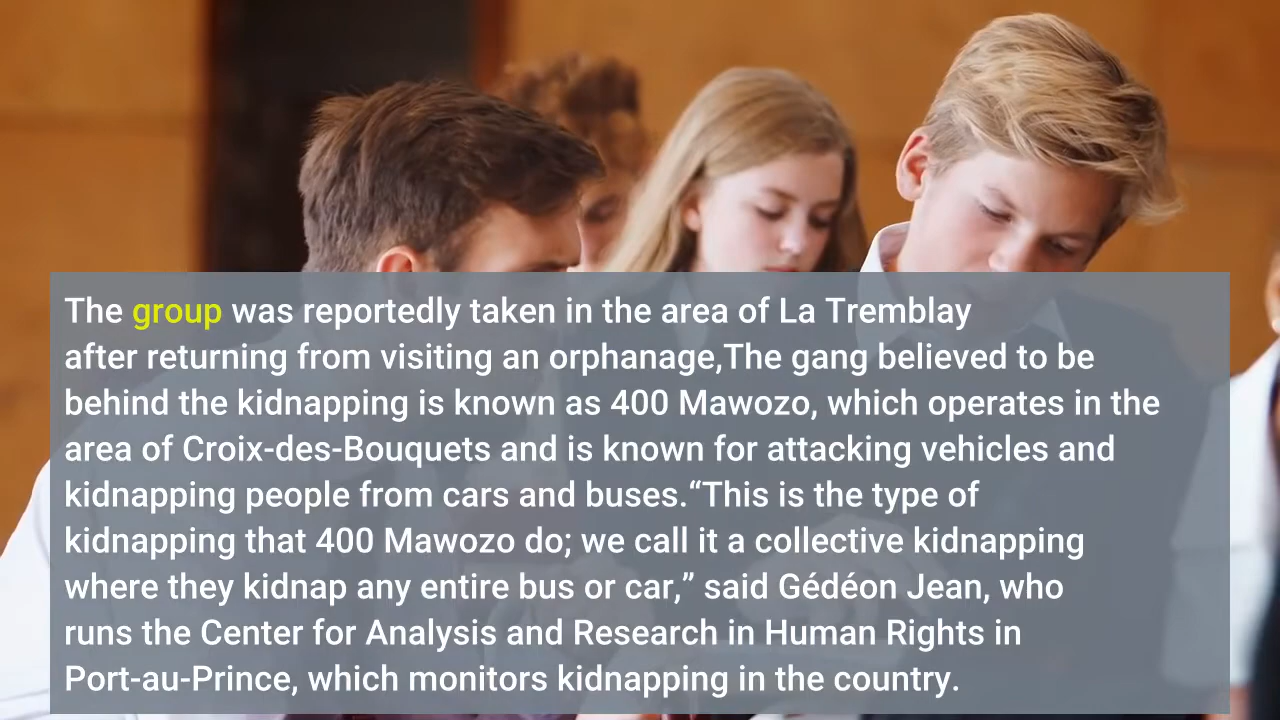 The group was reportedly taken in the area of La Tremblay
after returning from visiting an orphanage,The gang believed to be
behind the kidnapping is known as 400 Mawozo, which operates in the
area of Croix-des-Bouquets and is known for attacking vehicles and
kidnapping people from cars and buses.“This is the type of
kidnapping that 400 Mawozo do; we call it a collective kidnapping
where they kidnap any entire bus or car,” said Gédéon Jean, who
runs the Center for Analysis and Research in Human Rights in
Port-au-Prince, which monitors kidnapping in the country.